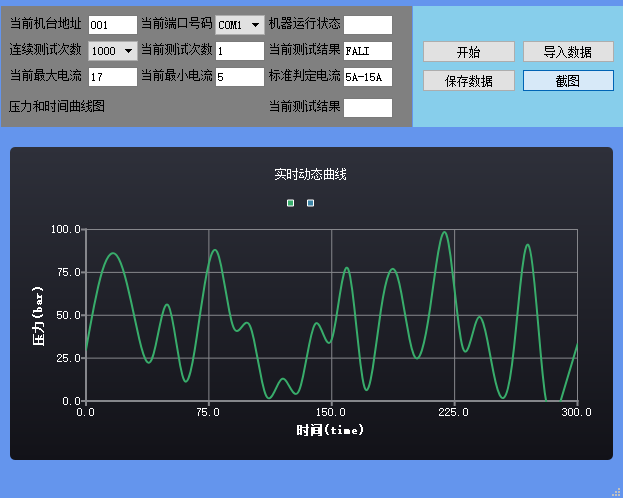 当前机台地址 001 当前端口号码 COM1 机器运行状态
连续测试次数 1000 当前测试次数 1 当前测试结果 FALI
当前最大电流 17 当前最小电流 5 标准判定电流 5A-15A
压力和时间曲线图 当前测试结果
开始 导入数据
保存数据 截图
实时动态曲线
100.0
75.0
50.0
25.0
0.0
压力(bar)
0.0 75.0 150.0 225.0 300.0
时间(time)